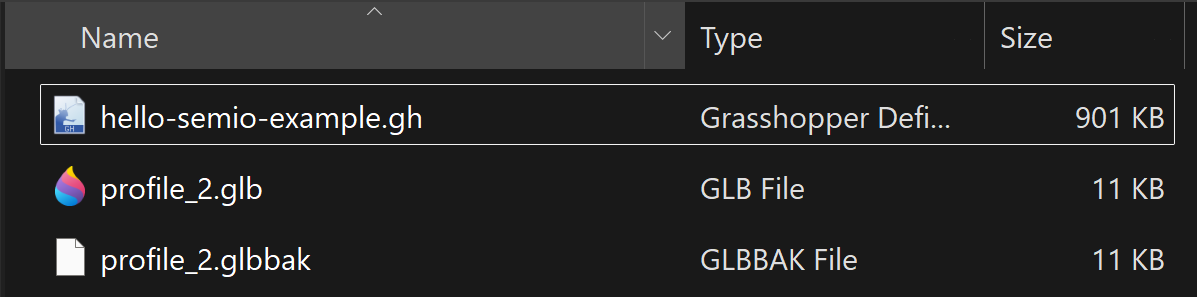 Name Type Size
hello-semio-example.gh Grasshopper Defi... 901 KB
profile_2.glb GLB File 11 KB
profile_2.glbbak GLBBAK File 11 KB